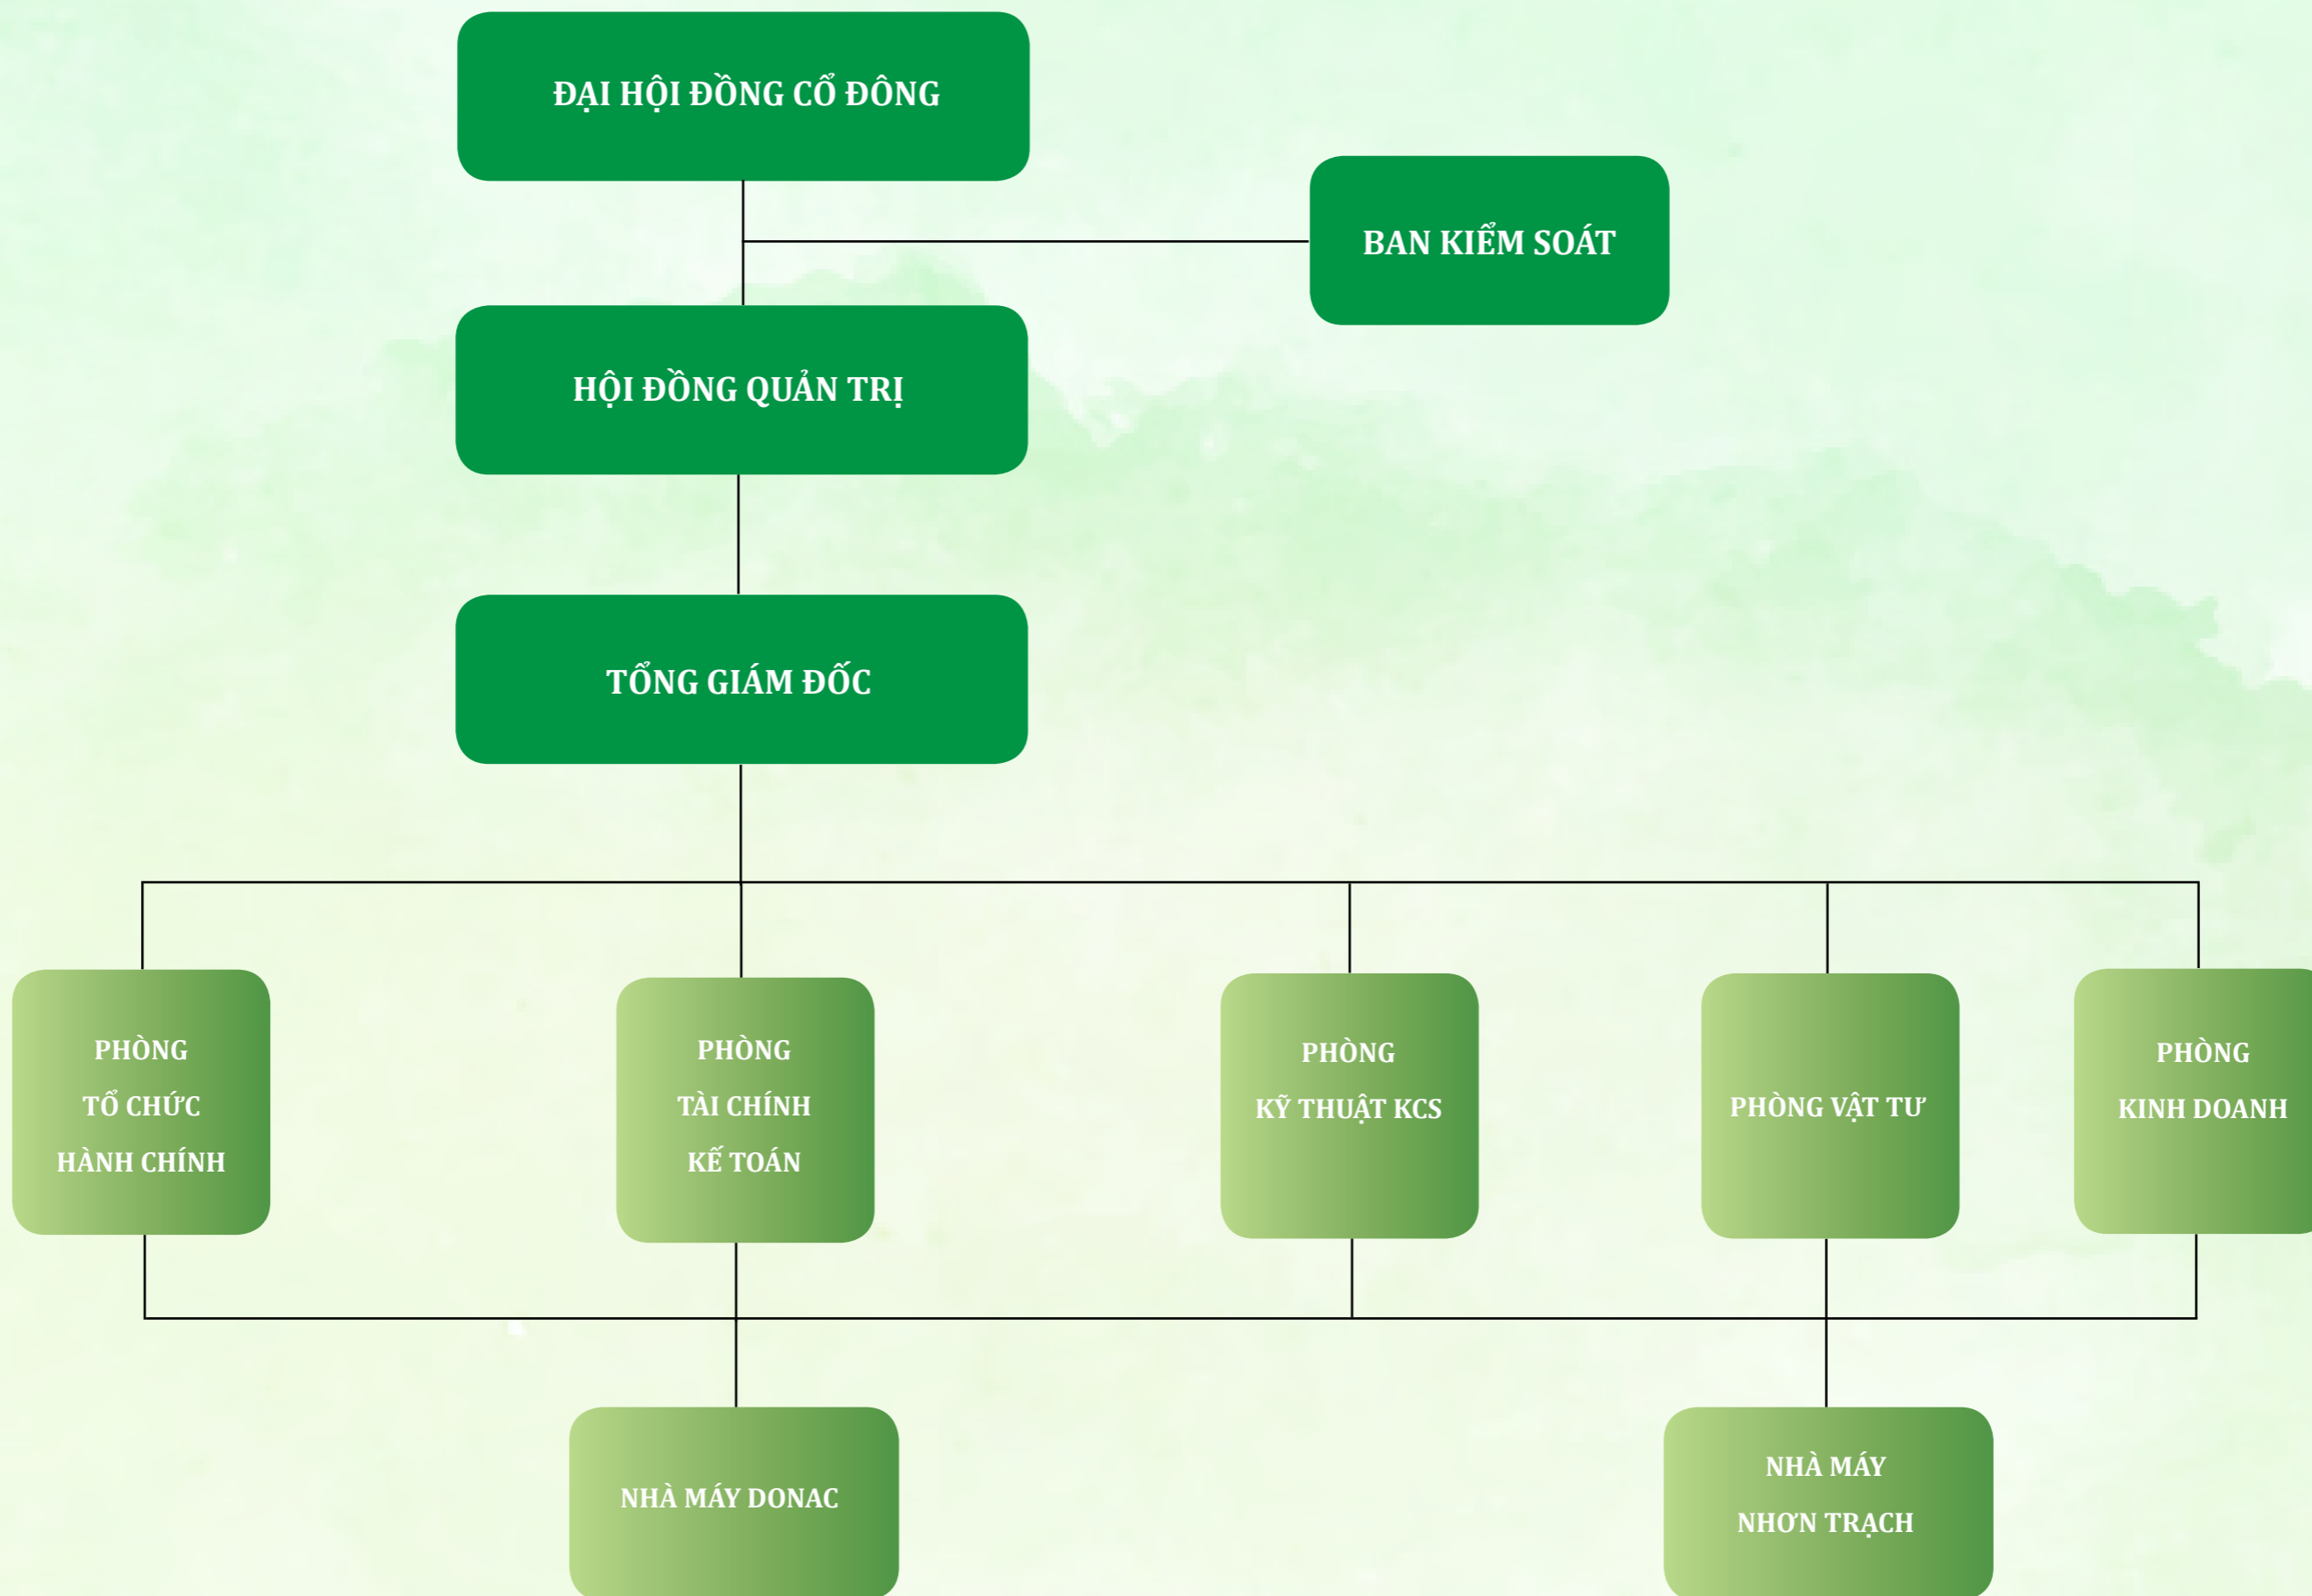 ĐẠI HỘI ĐỒNG CỔ ĐÔNG
BAN KIỂM SOÁT
HỘI ĐỒNG QUẢN TRỊ
TỔNG GIÁM ĐỐC
PHÒNG
TỔ CHỨC
HÀNH CHÍNH
PHÒNG
TÀI CHÍNH
KẾ TOÁN
PHÒNG
KỸ THUẬT KCS
PHÒNG VẬT TƯ
PHÒNG
KINH DOANH
NHÀ MÁY DONAC
NHÀ MÁY
NHƠN TRẠCH